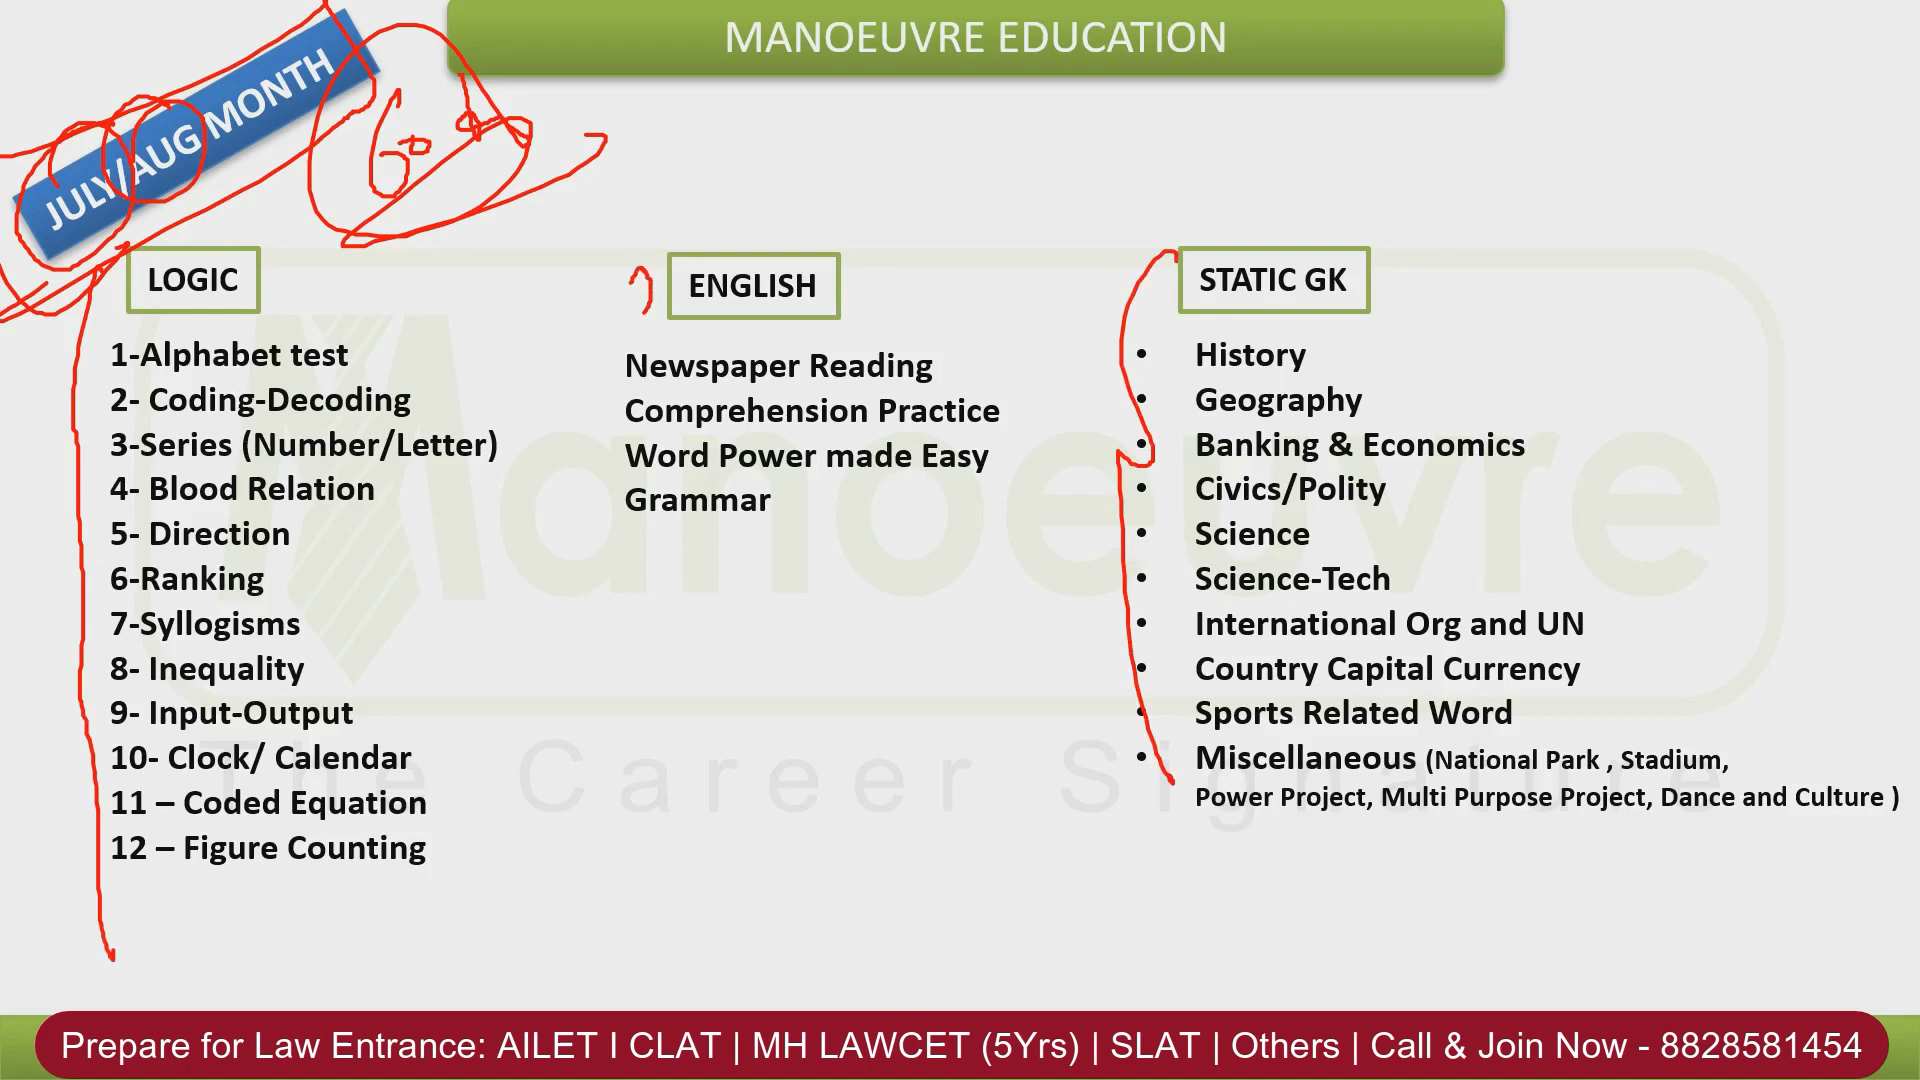 MANOEUVRE EDUCATION
JULY/AUG MONTH
60
LOGIC
1-Alphabet test
2- Coding-Decoding
3-Series (Number/Letter)
4- Blood Relation
5- Direction
6-Ranking
7-Syllogisms
8- Inequality
9- Input-Output
10- Clock/ Calendar
11 – Coded Equation
12 – Figure Counting
ENGLISH
Newspaper Reading
Comprehension Practice
Word Power made Easy
Grammar
STATIC GK
• History
• Geography
• Banking & Economics
• Civics/Polity
• Science
• Science-Tech
• International Org and UN
• Country Capital Currency
• Sports Related Word
• Miscellaneous (National Park , Stadium,
Power Project, Multi Purpose Project, Dance and Culture )
Manoeuvre
The Career Signature
Prepare for Law Entrance: AILET I CLAT | MH LAWCET (5Yrs) | SLAT | Others | Call & Join Now - 8828581454